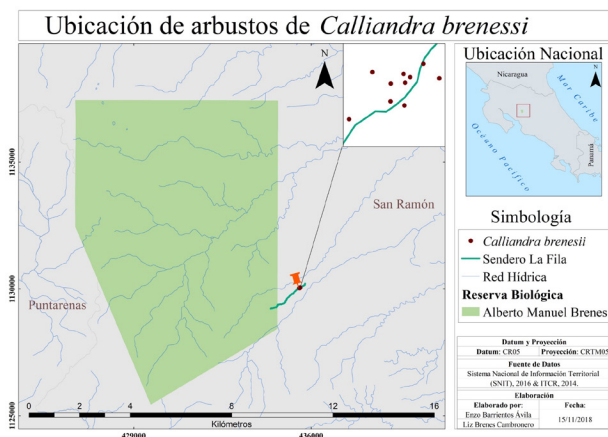 Ubicación de arbustos de Calliandra brenessi
N
San Ramón
Puntarenas
1135000
1130000
1125000
429000
436000
0 2 4 8 12 16
Kilómetros
Ubicación Nacional
N
Nicaragua
Mar Caribe
Océano Pacífico
Panamá
Simbología
Calliandra brenesii
Sendero La Fila
Red Hídrica
Reserva Biológica
Alberto Manuel Brenes
Datum y Proyección
Datum: CR05 Proyección: CRTM05
Fuente de Datos
Sistema Nacional de Información Territorial
(SNIT), 2016 & ITCR, 2014.
Elaboración
Elaborado por: Fecha:
Enzo Barrientos Ávila
Liz Brenes Cambronero
15/11/2018